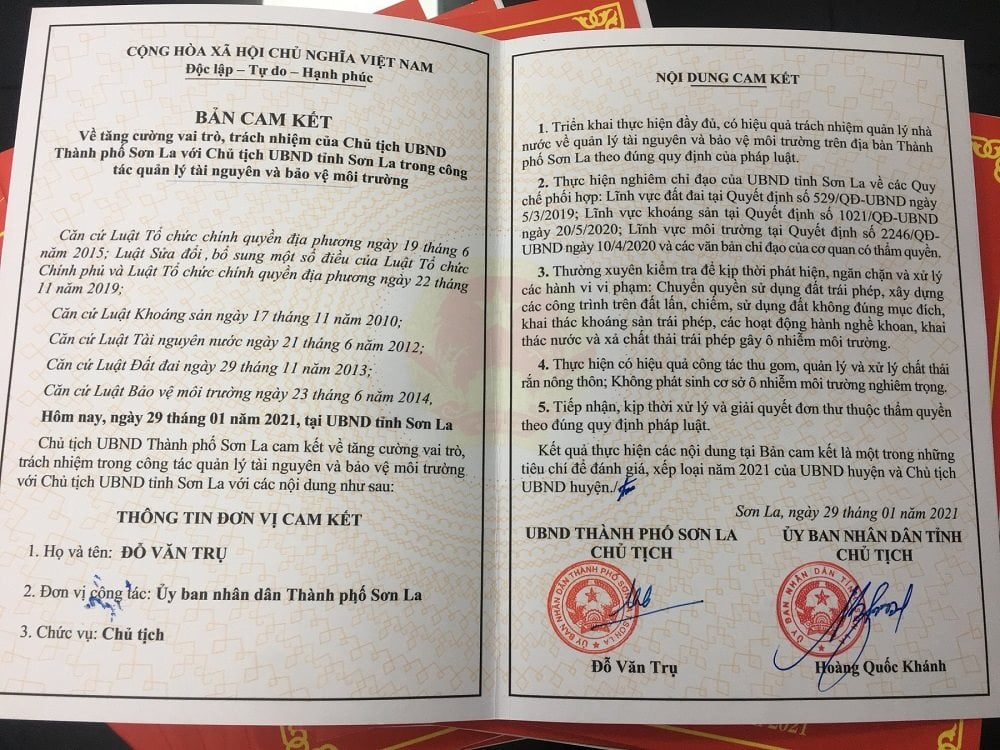 CỘNG HÒA XÃ HỘI CHỦ NGHĨA VIỆT NAM
Độc lập – Tự do – Hạnh phúc
BẢN CAM KẾT
Về tăng cường vai trò, trách nhiệm của Chủ tịch UBND
Thành phố Sơn La với Chủ tịch UBND tỉnh Sơn La trong công
tác quản lý tài nguyên và bảo vệ môi trường
Căn cứ Luật Tổ chức chính quyền địa phương ngày 19 tháng 6
năm 2015; Luật Sửa đổi, bổ sung một số điều của Luật Tổ chức
Chính phủ và Luật Tổ chức chính quyền địa phương ngày 22 tháng
11 năm 2019;
Căn cứ Luật Khoáng sản ngày 17 tháng 11 năm 2010;
Căn cứ Luật Tài nguyên nước ngày 21 tháng 6 năm 2012;
Căn cứ Luật Đất đai ngày 29 tháng 11 năm 2013;
Căn cứ Luật Bảo vệ môi trường ngày 23 tháng 6 năm 2014,
Hôm nay, ngày 29 tháng 01 năm 2021, tại UBND tỉnh Sơn La
Chủ tịch UBND Thành phố Sơn La cam kết về tăng cường vai trò,
trách nhiệm trong công tác quản lý tài nguyên và bảo vệ môi trường
với Chủ tịch UBND tỉnh Sơn La với các nội dung như sau:
THÔNG TIN ĐƠN VỊ CAM KẾT
1. Họ và tên: ĐỖ VĂN TRỤ
2. Đơn vị công tác: Ủy ban nhân dân Thành phố Sơn La
3. Chức vụ: Chủ tịch
NỘI DUNG CAM KẾT
1. Triển khai thực hiện đầy đủ, có hiệu quả trách nhiệm quản lý nhà
nước về quản lý tài nguyên và bảo vệ môi trường trên địa bàn Thành
phố Sơn La theo đúng quy định của pháp luật.
2. Thực hiện nghiêm chỉ đạo của UBND tỉnh Sơn La về các Quy
chế phối hợp: Lĩnh vực đất đai tại Quyết định số 529/QĐ-UBND ngày
5/3/2019; Lĩnh vực khoáng sản tại Quyết định số 1021/QĐ-UBND
ngày 20/5/2020; Lĩnh vực môi trường tại Quyết định số 2246/QĐ-
UBND ngày 10/4/2020 và các văn bản chỉ đạo của cơ quan có thẩm quyền.
3. Thường xuyên kiểm tra để kịp thời phát hiện, ngăn chặn và xử lý
các hành vi vi phạm: Chuyển quyền sử dụng đất trái phép, xây dựng
các công trình trên đất lấn, chiếm, sử dụng đất không đúng mục đích,
khai thác khoáng sản trái phép, các hoạt động hành nghề khoan, khai
thác nước và xả chất thải trái phép gây ô nhiễm môi trường.
4. Thực hiện có hiệu quả công tác thu gom, quản lý và xử lý chất thải
rắn nông thôn; Không phát sinh cơ sở ô nhiễm môi trường nghiêm trọng.
5. Tiếp nhận, kịp thời xử lý và giải quyết đơn thư thuộc thẩm quyền
theo đúng quy định pháp luật.
Kết quả thực hiện các nội dung tại Bản cam kết là một trong những
tiêu chí để đánh giá, xếp loại năm 2021 của UBND huyện và Chủ tịch
UBND huyện./
Sơn La, ngày 29 tháng 01 năm 2021
UBND THÀNH PHỐ SƠN LA
CHỦ TỊCH
ỦY BAN NHÂN DÂN THÀNH PHỐ SƠN LA
Đỗ Văn Trụ
ỦY BAN NHÂN DÂN TỈNH
CHỦ TỊCH
ỦY BAN NHÂN DÂN TỈNH
Hoàng Quốc Khánh
2021